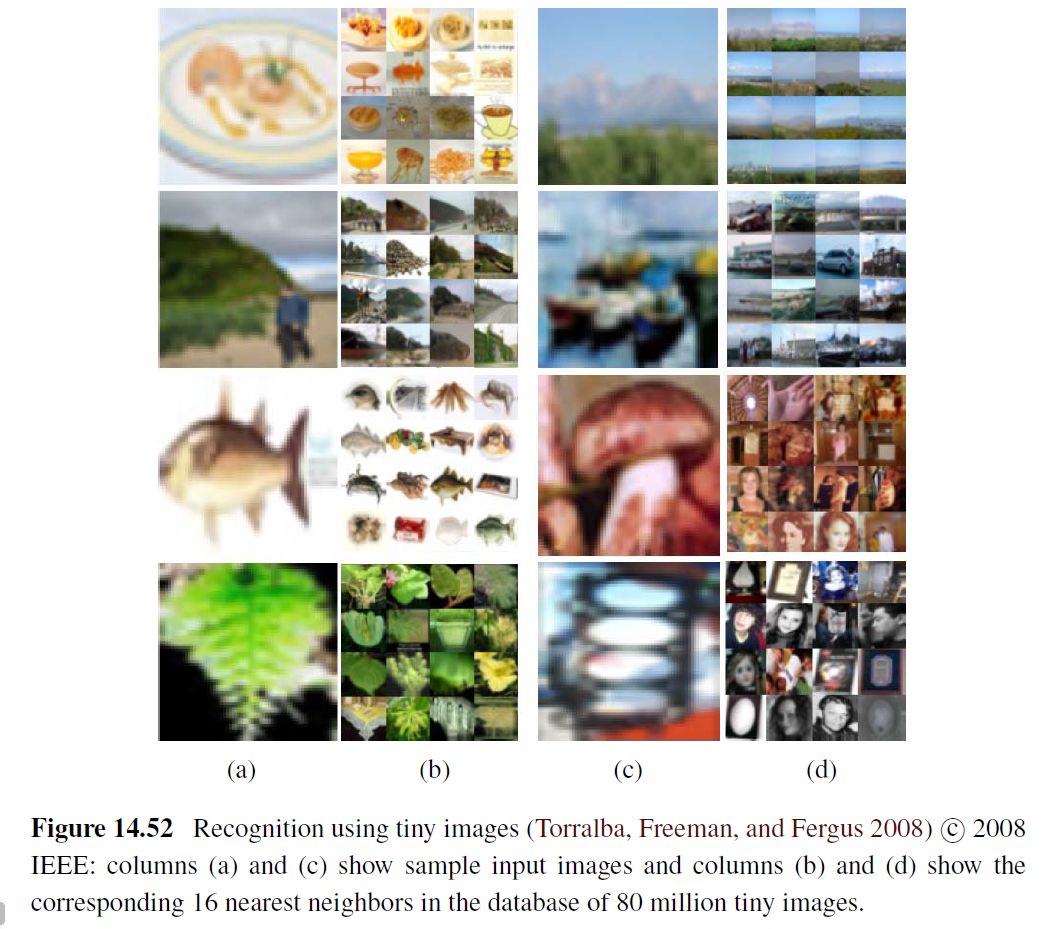 (a)
(b)
(c)
(d)
Figure 14.52 Recognition using tiny images (Torralba, Freeman, and Fergus 2008) © 2008
IEEE: columns (a) and (c) show sample input images and columns (b) and (d) show the
corresponding 16 nearest neighbors in the database of 80 million tiny images.